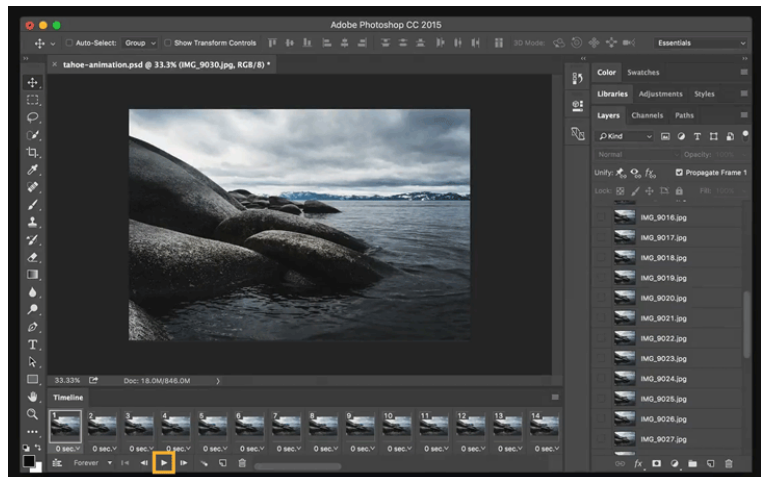 Adobe Photoshop CC 2015
Auto-Select: Group Show Transform Controls 3D Mode: Essentials
tahoe-animation.psd @ 33.3% (IMG_9030.jpg, RGB/8) *
Color Swatches
Libraries Adjustments Styles
Layers Channels Paths
Kind
Normal Opacity: 100%
Unify: Propagate Frame 1
Lock: Fill: 100%
IMG_9016.jpg
IMG_9017.jpg
IMG_9018.jpg
IMG_9019.jpg
IMG_9020.jpg
IMG_9021.jpg
IMG_9022.jpg
IMG_9023.jpg
IMG_9024.jpg
IMG_9025.jpg
IMG_9026.jpg
IMG_9027.jpg
33.33% Doc: 18.0M/846.0M
Timeline
1 2 3 4 5 6 7 8 9 10 11 12 13 14
0 sec. 0 sec. 0 sec. 0 sec. 0 sec. 0 sec. 0 sec. 0 sec. 0 sec. 0 sec. 0 sec. 0 sec. 0 sec. 0 sec.
Forever